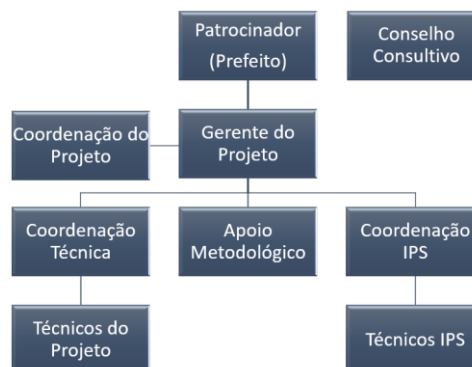 Patrocinador
(Prefeito)
Conselho
Consultivo
Coordenação do
Projeto
Gerente do
Projeto
Coordenação
Técnica
Apoio
Metodológico
Coordenação
IPS
Técnicos do
Projeto
Técnicos IPS